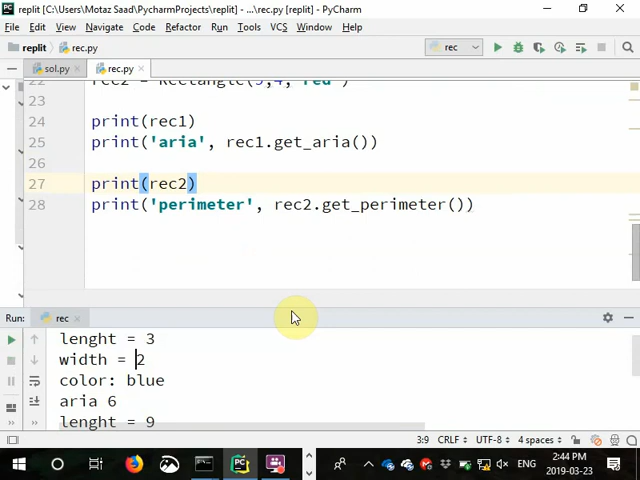 replit [C:\Users\Motaz Saad\PycharmProjects\replit] - ...\rec.py [replit] - PyCharm
File Edit View Navigate Code Refactor Run Tools VCS Window Help
replit rec.py rec
sol.py rec.py
23
24 print(rec1)
25 print('aria', rec1.get_aria())
26
27 print(rec2)
28 print('perimeter', rec2.get_perimeter())
Run: rec
lenght = 3
width = 2
color: blue
aria 6
lenght = 9
3:9 CRLF UTF-8 4 spaces
ENG 2:44 PM
2019-03-23